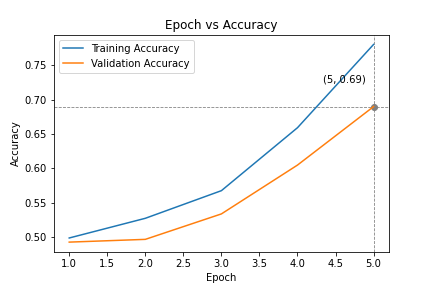 Epoch vs Accuracy
Training Accuracy
Validation Accuracy
(5, 0.69)
Accuracy
0.75
0.70
0.65
0.60
0.55
0.50
1.0 1.5 2.0 2.5 3.0 3.5 4.0 4.5 5.0
Epoch